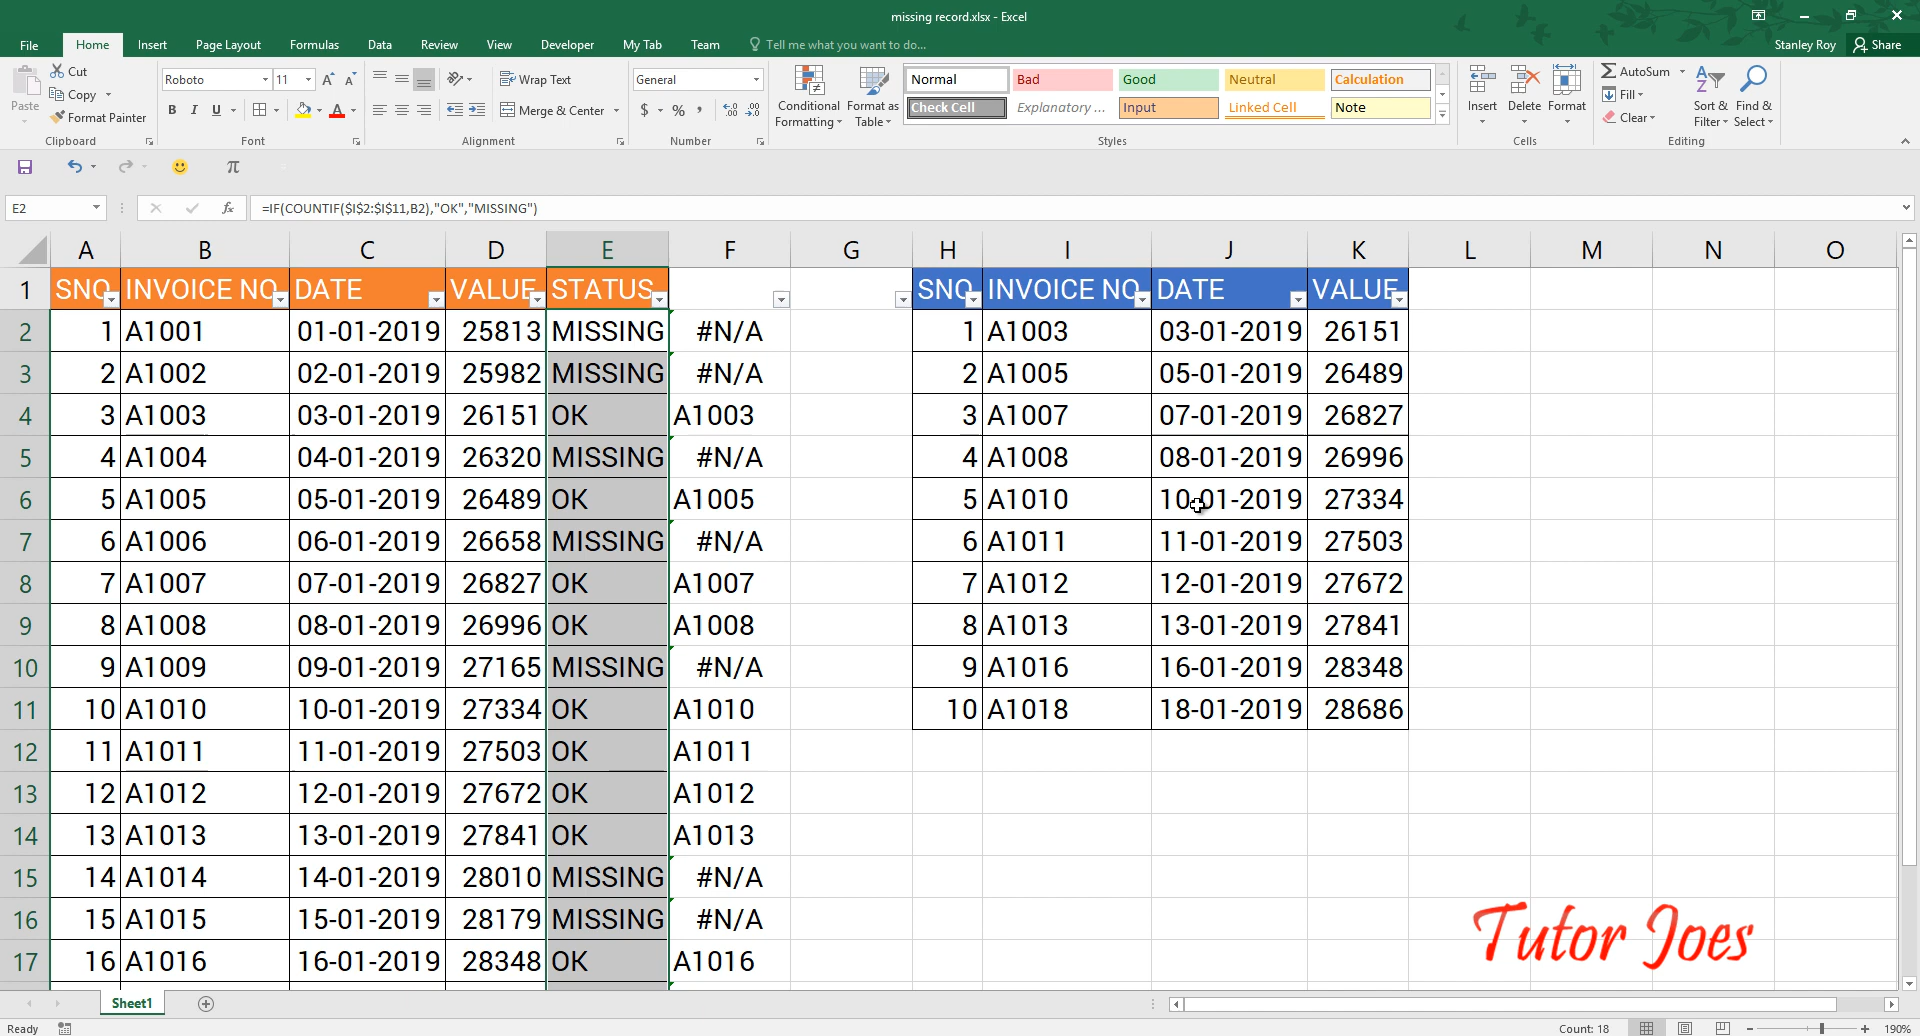 missing record.xlsx - Excel
File Home Insert Page Layout Formulas Data Review View Developer My Tab Team Tell me what you want to do... Stanley Roy Share
Paste Cut Copy Format Painter Clipboard
Roboto 11 B I U A Font
Wrap Text Merge & Center Alignment
General $ % , Number
Conditional Formatting Format as Table
Normal Bad Good Neutral Calculation
Check Cell Explanatory ... Input Linked Cell Note
Styles
Insert Delete Format Cells
AutoSum Fill Clear Sort & Filter Find & Select Editing
π
E2 fx =IF(COUNTIF($I$2:$I$11,B2),"OK","MISSING")
A B C D E F G H I J K L M N O
1 SNO INVOICE NO DATE VALUE STATUS SNO INVOICE NO DATE VALUE
2 1 A1001 01-01-2019 25813 MISSING #N/A 1 A1003 03-01-2019 26151
3 2 A1002 02-01-2019 25982 MISSING #N/A 2 A1005 05-01-2019 26489
4 3 A1003 03-01-2019 26151 OK A1003 3 A1007 07-01-2019 26827
5 4 A1004 04-01-2019 26320 MISSING #N/A 4 A1008 08-01-2019 26996
6 5 A1005 05-01-2019 26489 OK A1005 5 A1010 10-01-2019 27334
7 6 A1006 06-01-2019 26658 MISSING #N/A 6 A1011 11-01-2019 27503
8 7 A1007 07-01-2019 26827 OK A1007 7 A1012 12-01-2019 27672
9 8 A1008 08-01-2019 26996 OK A1008 8 A1013 13-01-2019 27841
10 9 A1009 09-01-2019 27165 MISSING #N/A 9 A1016 16-01-2019 28348
11 10 A1010 10-01-2019 27334 OK A1010 10 A1018 18-01-2019 28686
12 11 A1011 11-01-2019 27503 OK A1011
13 12 A1012 12-01-2019 27672 OK A1012
14 13 A1013 13-01-2019 27841 OK A1013
15 14 A1014 14-01-2019 28010 MISSING #N/A
16 15 A1015 15-01-2019 28179 MISSING #N/A
17 16 A1016 16-01-2019 28348 OK A1016
Tutor Joes
Sheet1
Ready Count: 18 190%